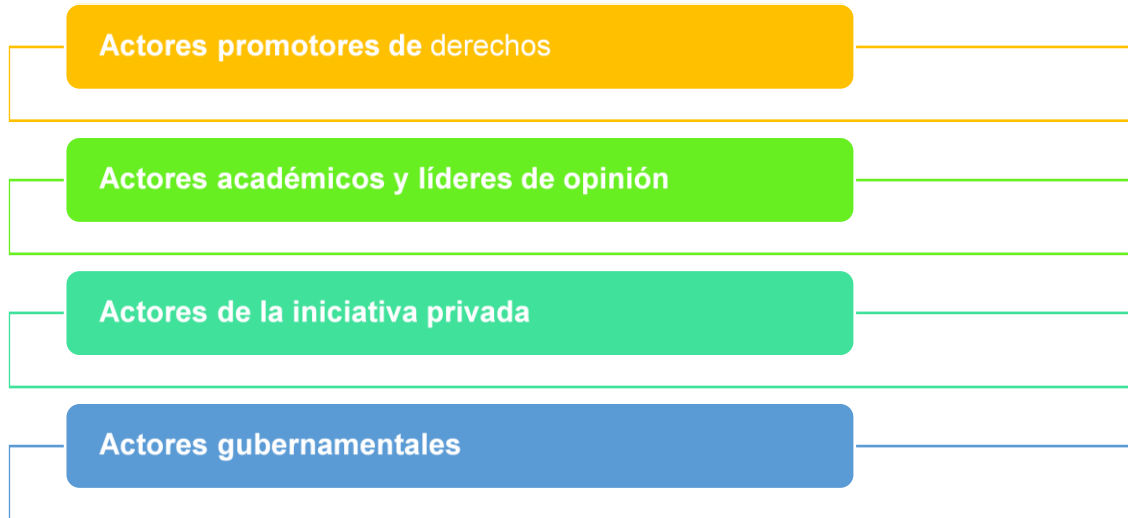 Actores promotores de derechos
Actores académicos y líderes de opinión
Actores de la iniciativa privada
Actores gubernamentales